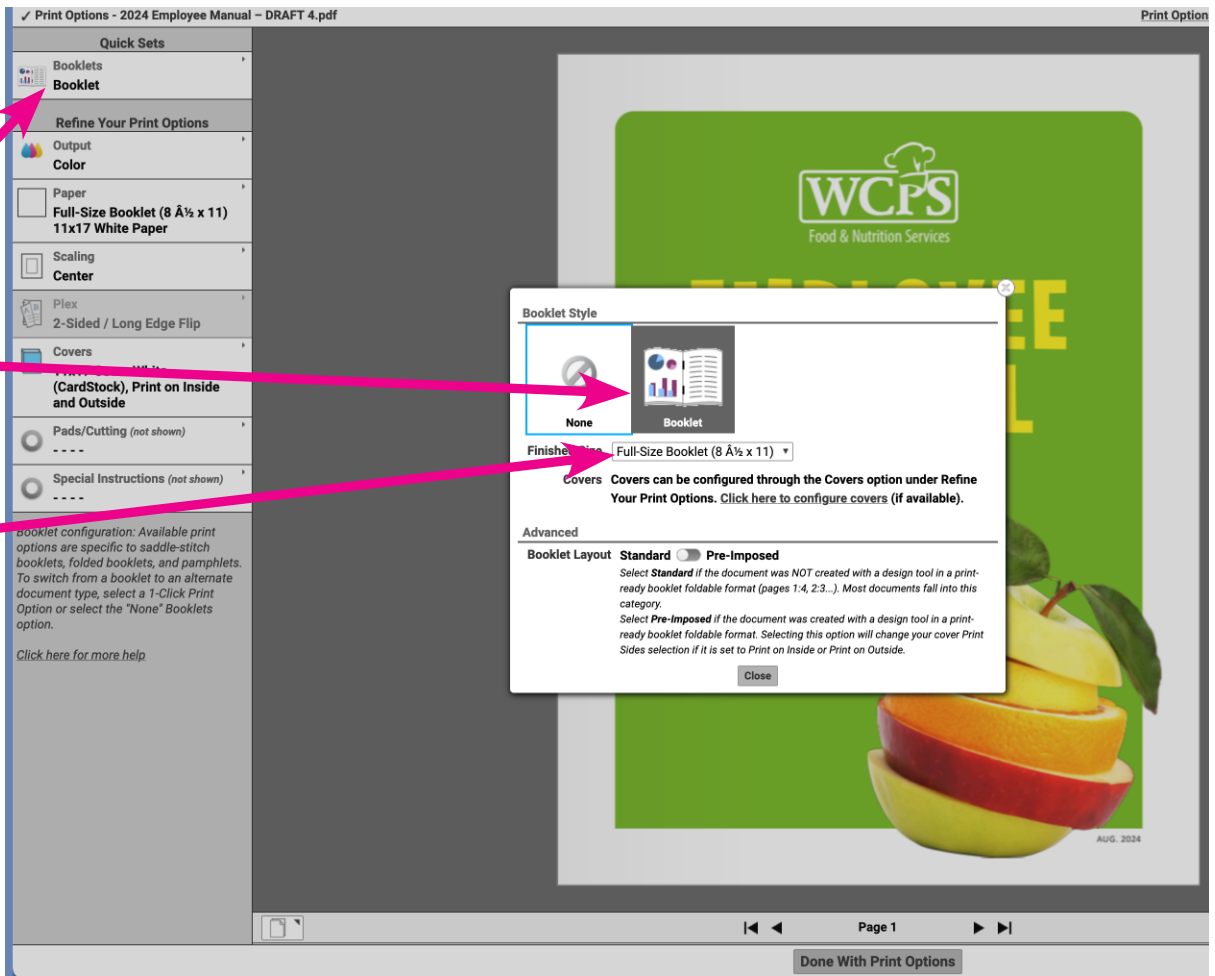 ✓ Print Options - 2024 Employee Manual – DRAFT 4.pdf
Print Option
Quick Sets
Booklets
Booklet
Refine Your Print Options
Output
Color
Paper
Full-Size Booklet (8 Â½ x 11)
11x17 White Paper
Scaling
Center
Plex
2-Sided / Long Edge Flip
Covers
(CardStock), Print on Inside
and Outside
Pads/Cutting (not shown)
- - - -
Special Instructions (not shown)
- - - -
Booklet configuration: Available print
options are specific to saddle-stitch
booklets, folded booklets, and pamphlets.
To switch from a booklet to an alternate
document type, select a 1-Click Print
Option or select the "None" Booklets
option.
Click here for more help
WCPS
Food & Nutrition Services
Booklet Style
None
Booklet
Finished Size
Full-Size Booklet (8 Â½ x 11)
Covers
Covers can be configured through the Covers option under Refine
Your Print Options. Click here to configure covers (if available).
Advanced
Booklet Layout
Standard
Pre-Imposed
Select Standard if the document was NOT created with a design tool in a print-
ready booklet foldable format (pages 1:4, 2:3...). Most documents fall into this
category.
Select Pre-Imposed if the document was created with a design tool in a print-
ready booklet foldable format. Selecting this option will change your cover Print
Sides selection if it is set to Print on Inside or Print on Outside.
Close
AUG. 2024
Page 1
Done With Print Options